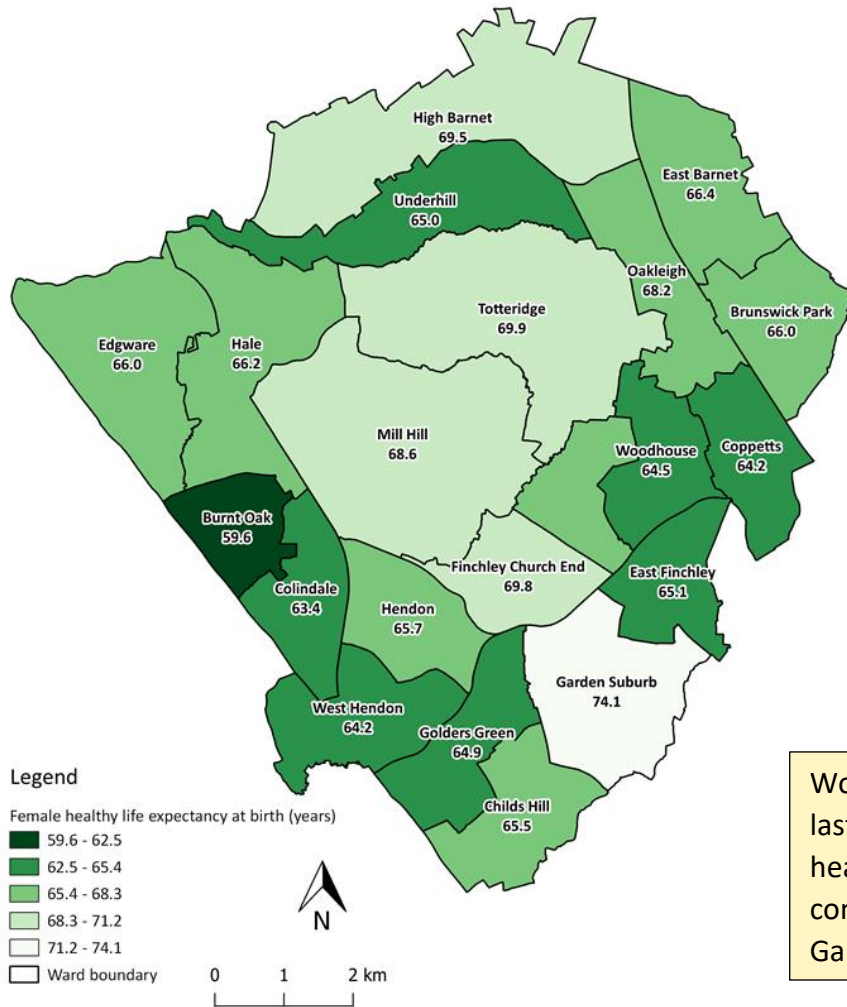 High Barnet
69.5
East Barnet
66.4
Underhill
65.0
Oakleigh
68.2
Totteridge
69.9
Brunswick Park
66.0
Edgware
66.0
Hale
66.2
Mill Hill
68.6
Woodhouse
64.5
Coppetts
64.2
Burnt Oak
59.6
Finchley Church End
69.8
East Finchley
65.1
Colindale
63.4
Hendon
65.7
Garden Suburb
74.1
West Hendon
64.2
Golders Green
64.9
Childs Hill
65.5
Legend
Female healthy life expectancy at birth (years)
59.6 - 62.5
62.5 - 65.4
65.4 - 68.3
68.3 - 71.2
71.2 - 74.1
Ward boundary
N
0 1 2 km
last